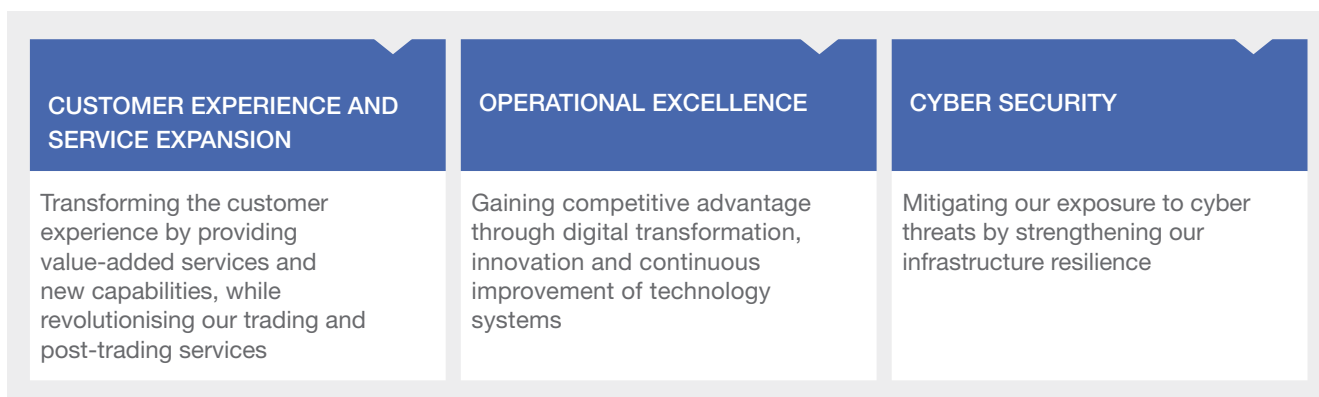 CUSTOMER EXPERIENCE AND
SERVICE EXPANSION
Transforming the customer
experience by providing
value-added services and
new capabilities, while
revolutionising our trading and
post-trading services
OPERATIONAL EXCELLENCE
Gaining competitive advantage
through digital transformation,
innovation and continuous
improvement of technology
systems
CYBER SECURITY
Mitigating our exposure to cyber
threats by strengthening our
infrastructure resilience